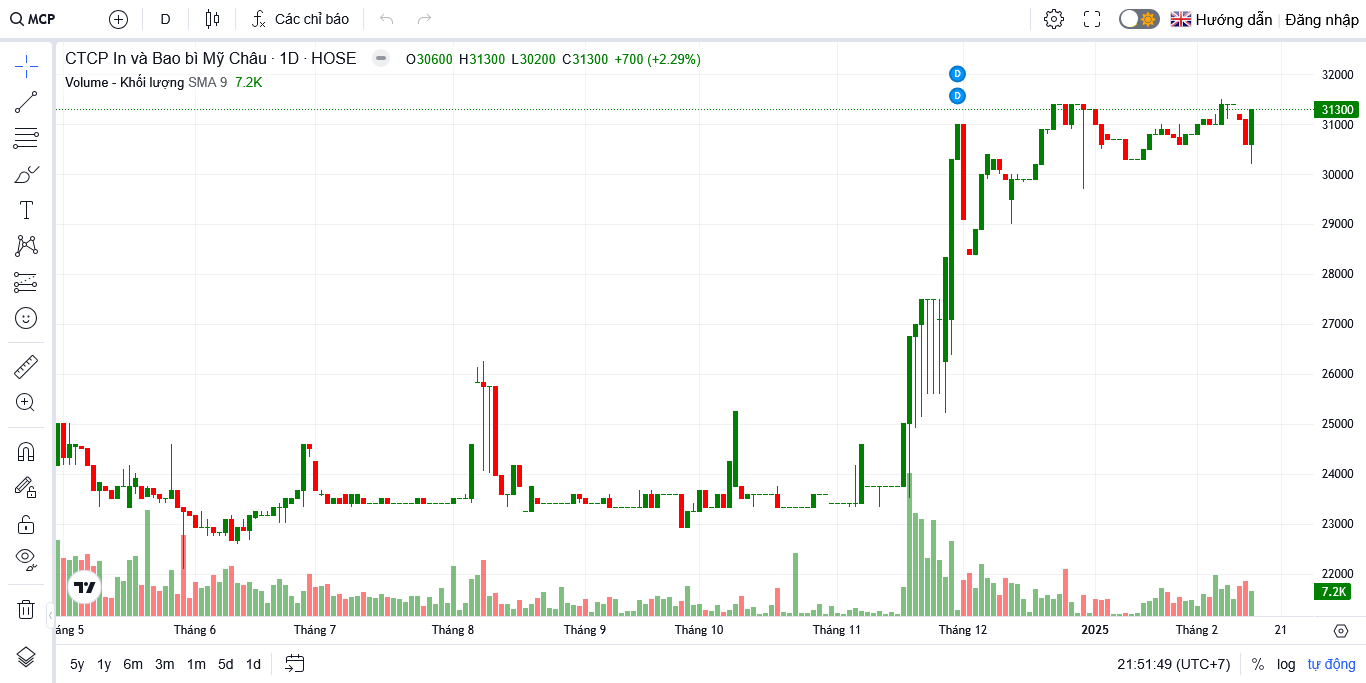 MCP D Các chỉ báo Hướng dẫn Đăng nhập
CTCP In và Bao bì Mỹ Châu · 1D · HOSE O30600 H31300 L30200 C31300 +700 (+2.29%)
Volume - Khối lượng SMA 9 7.2K
D
D
32000
31300
31000
30000
29000
28000
27000
26000
25000
24000
23000
22000
7.2K
áng 5 Tháng 6 Tháng 7 Tháng 8 Tháng 9 Tháng 10 Tháng 11 Tháng 12 2025 Tháng 2 21
5y 1y 6m 3m 1m 5d 1d 21:51:49 (UTC+7) % log tự động